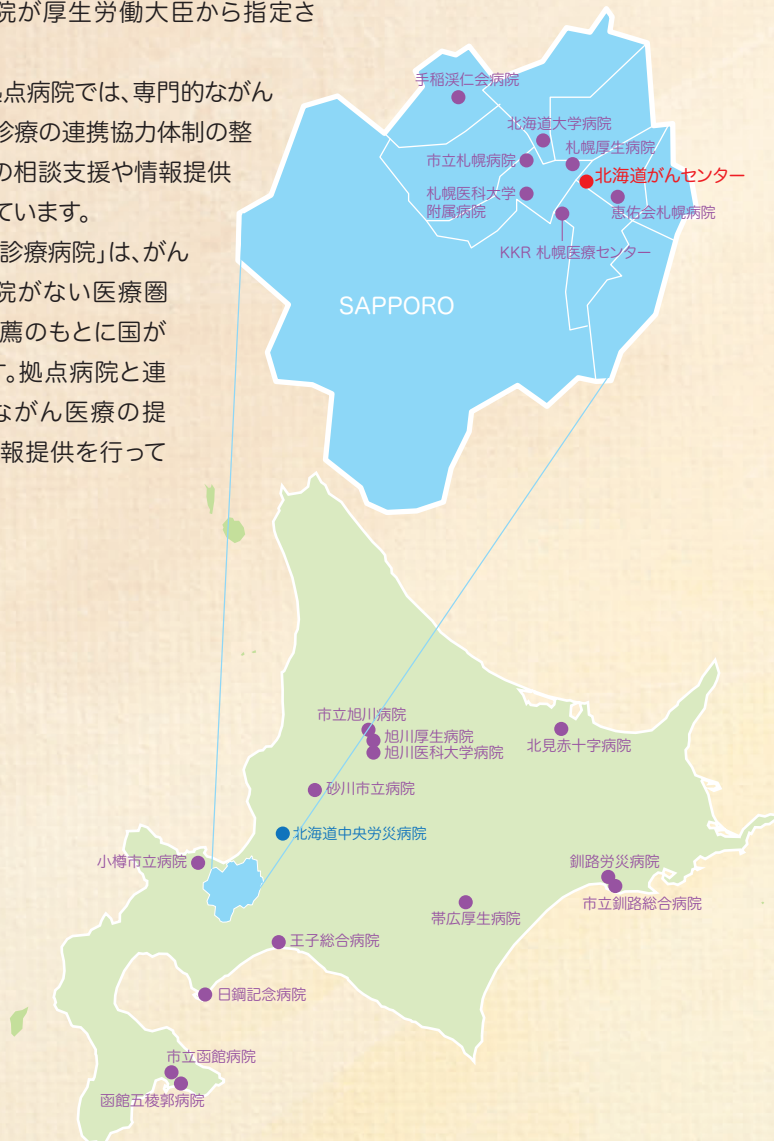 院が厚生労働大臣から指定さ
点病院では、専門的ながん
診療の連携協力体制の整
の相談支援や情報提供
ています。
診療病院」は、がん
院がない医療圏
薦のもとに国が
す。拠点病院と連
ながん医療の提
報提供を行って
手稲渓仁会病院
北海道大学病院
市立札幌病院
札幌厚生病院
北海道がんセンター
札幌医科大学
附属病院
恵佑会札幌病院
KKR 札幌医療センター
SAPPORO
市立旭川病院
旭川厚生病院
旭川医科大学病院
北見赤十字病院
砂川市立病院
北海道中央労災病院
小樽市立病院
釧路労災病院
市立釧路総合病院
帯広厚生病院
王子総合病院
日鋼記念病院
市立函館病院
函館五稜郭病院